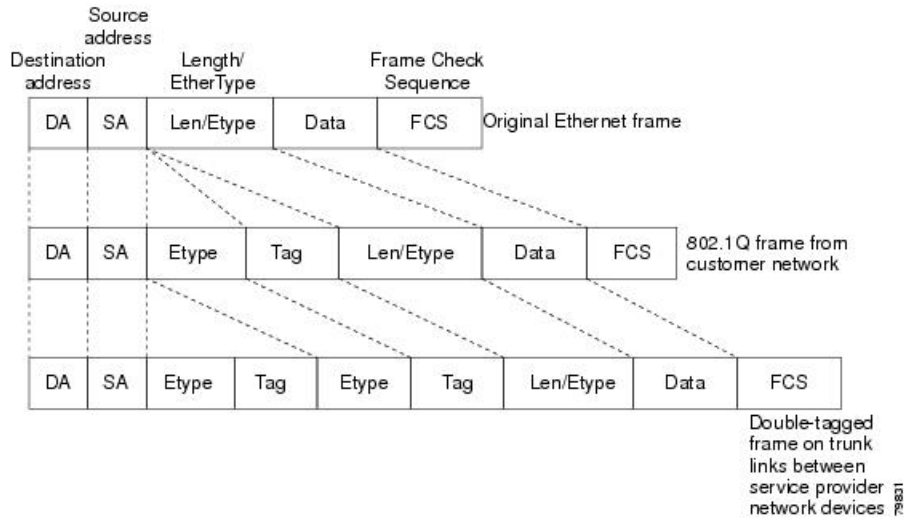 Source
address
Destination
address
Length/
EtherType
Frame Check
Sequence
DA SA Len/Etype Data FCS
Original Ethernet frame
DA SA Etype Tag Len/Etype Data FCS
802.1Q frame from
customer network
DA SA Etype Tag Etype Tag Len/Etype Data FCS
Double-tagged
frame on trunk
links between
service provider
network devices
79831